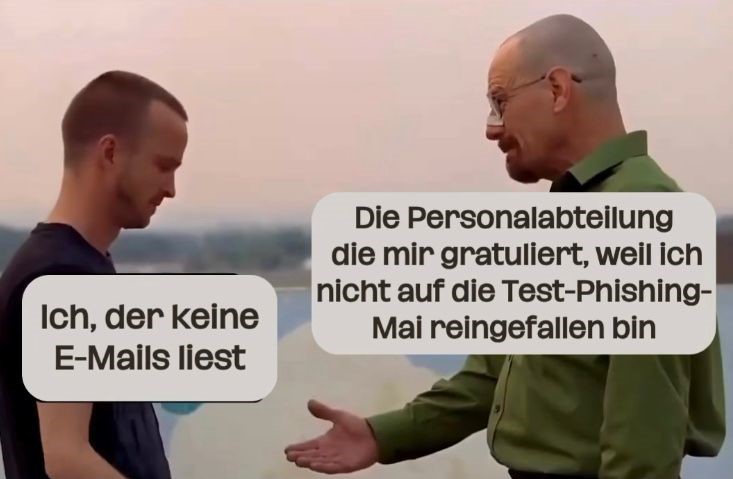 Ich, der keine
E-Mails liest
Die Personalabteilung
die mir gratuliert, weil ich
nicht auf die Test-Phishing-
Mai reingefallen bin